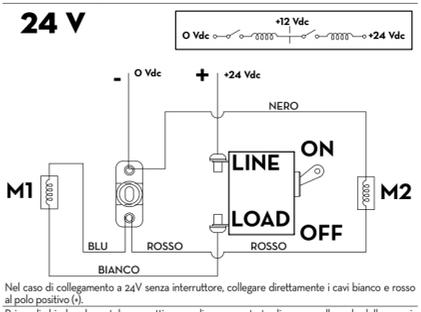 24 V
+12 Vdc
0 Vdc
+24 Vdc
- 0 Vdc
+ +24 Vdc
NERO
LINE
ON
M1
M2
LOAD
OFF
BLU
ROSSO
ROSSO
BIANCO
Nel caso di collegamento a 24V senza interruttore, collegare direttamente i cavi bianco e rosso
al polo positivo (+).